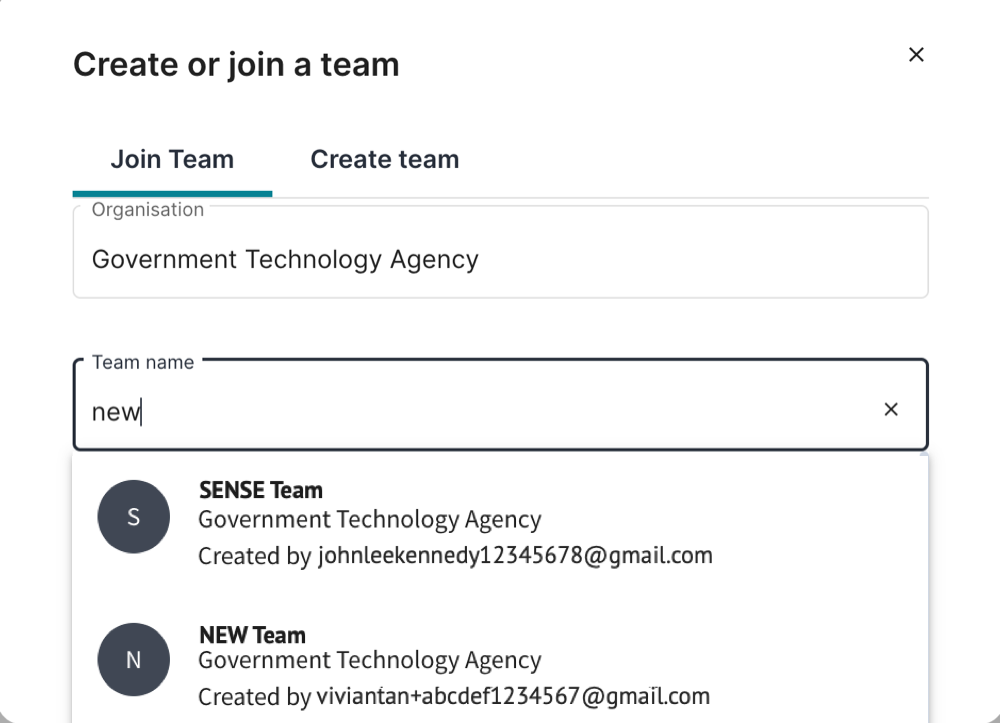 Create or join a team
Join Team
Create team
Organisation
Government Technology Agency
Team name
new
S
SENSE Team
Government Technology Agency
Created by johnleekennedy12345678@gmail.com
N
NEW Team
Government Technology Agency
Created by viviantan+abcdef1234567@gmail.com